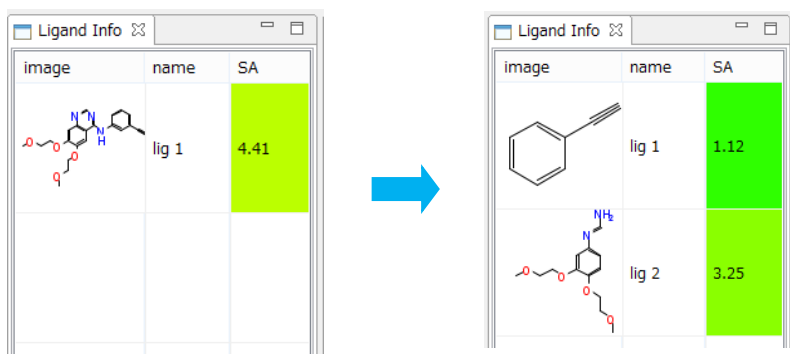 Ligand Info
image name SA
N N
N
H
O
O
O
O
lig 1
4.41
Ligand Info
image name SA
lig 1
1.12
NH2
N
O
O
O
O
lig 2
3.25